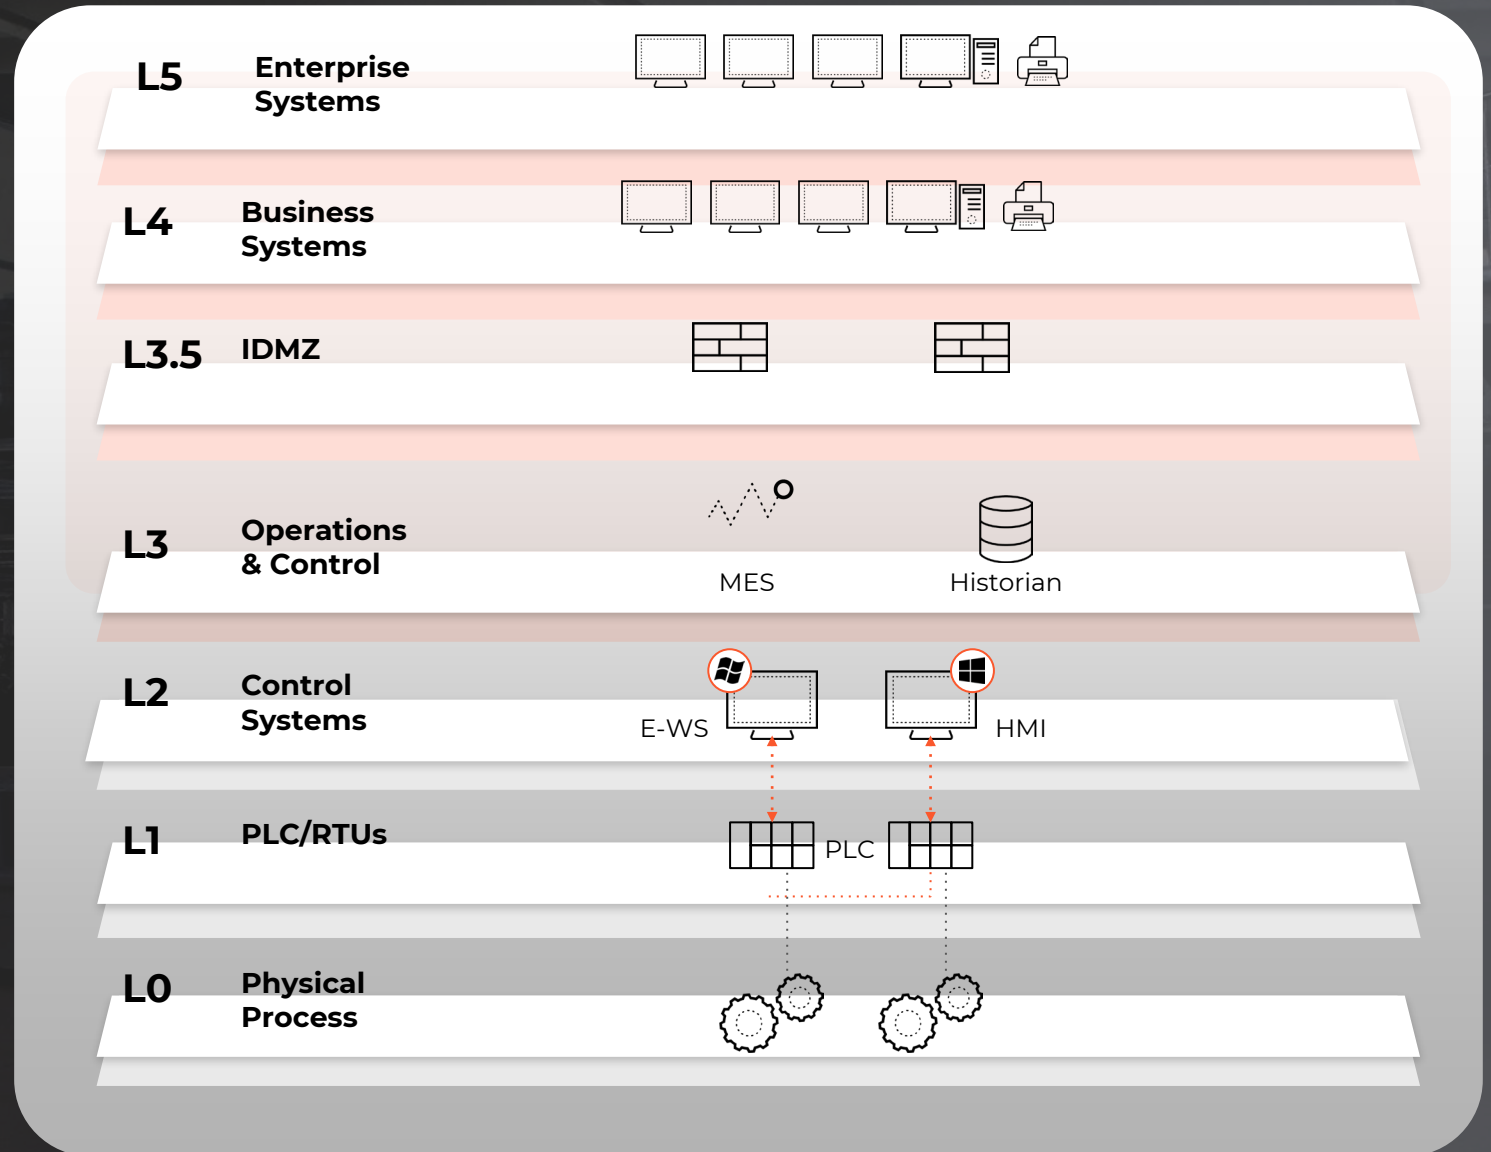 L5
Enterprise
Systems
L4
Business
Systems
L3.5
IDMZ
L3
Operations
& Control
MES
Historian
L2
Control
Systems
E-WS
HMI
L1
PLC/RTUs
PLC
L0
Physical
Process